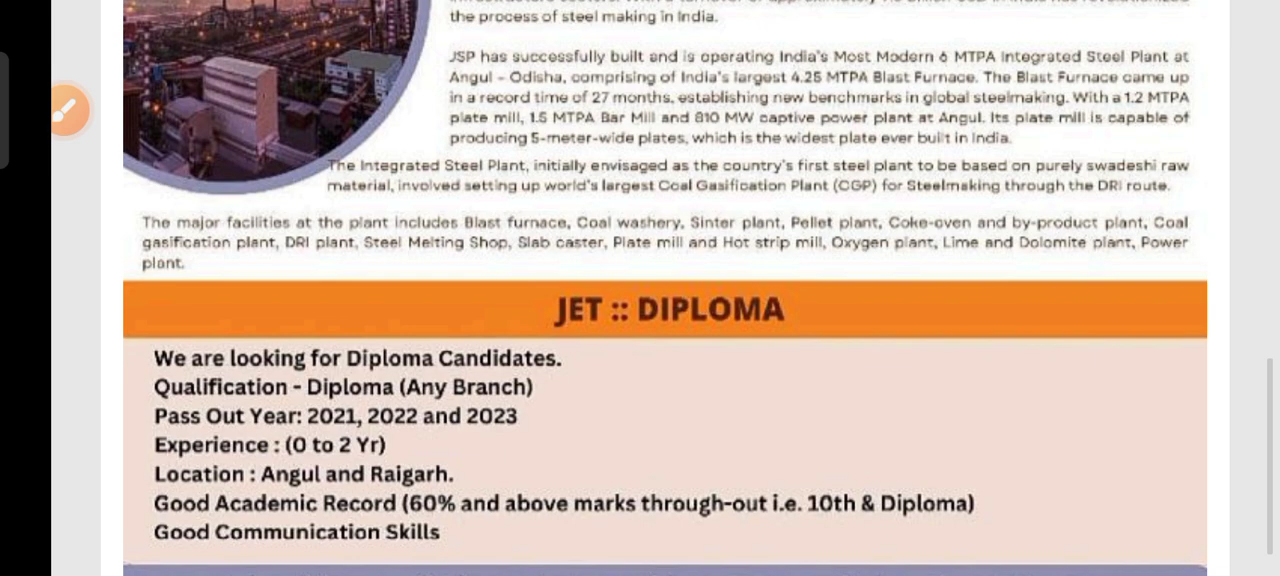 the process of steel making in India.
JSP has successfully built and is operating India's Most Modern 6 MTPA Integrated Steel Plant at
Angul - Odisha, comprising of India's largest 4.25 MTPA Blast Furnace. The Blast Furnace came up
in a record time of 27 months, establishing new benchmarks in global steelmaking. With a 1.2 MTPA
plate mill, 1.5 MTPA Bar Mill and 810 MW captive power plant at Angul. Its plate mill is capable of
producing 5-meter-wide plates, which is the widest plate ever built in India.
The Integrated Steel Plant, initially envisaged as the country's first steel plant to be based on purely swadeshi raw
material, involved setting up world's largest Coal Gasification Plant (CGP) for Steelmaking through the DRI route.
The major facilities at the plant includes Blast furnace, Coal washery, Sinter plant, Pellet plant, Coke-oven and by-product plant, Coal
gasification plant, DRI plant, Steel Melting Shop, Slab caster, Plate mill and Hot strip mill, Oxygen plant, Lime and Dolomite plant, Power
plant.
JET :: DIPLOMA
We are looking for Diploma Candidates.
Qualification - Diploma (Any Branch)
Pass Out Year: 2021, 2022 and 2023
Experience : (0 to 2 Yr)
Location : Angul and Raigarh.
Good Academic Record (60% and above marks through-out i.e. 10th & Diploma)
Good Communication Skills